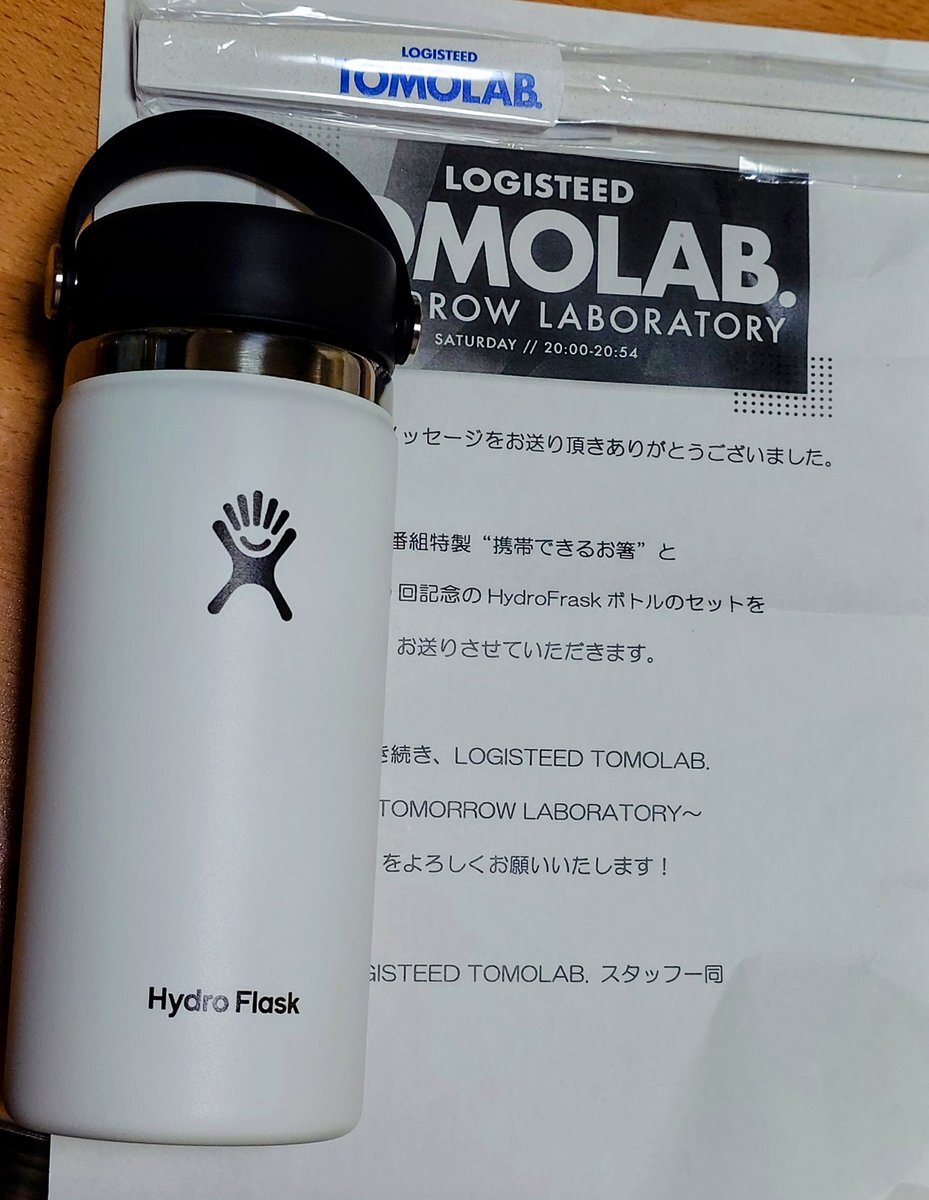 LOGISTEED
TOMOLAB.
LOGISTEED
OMOLAB.
RROW LABORATORY
SATURDAY // 20:00-20:54
ッセージをお送り頂きありがとうございました。
番組特製“携帯できるお箸”と
回記念の HydroFrask ボトルのセットを
お送りさせていただきます。
続き、LOGISTEED TOMOLAB.
TOMORROW LABORATORY～
をよろしくお願いいたします！
GISTEED TOMOLAB. スタッフ一同
Hydro Flask